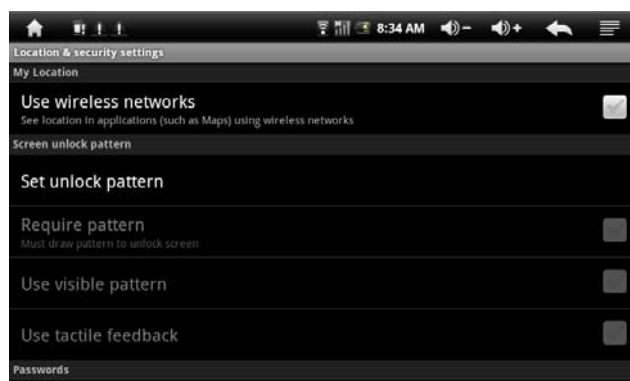 8:34 AM
Location & security settings
My Location
Use wireless networks
See location in applications (such as Maps) using wireless networks
Screen unlock pattern
Set unlock pattern
Require pattern
Must draw pattern to unlock screen
Use visible pattern
Use tactile feedback
Passwords